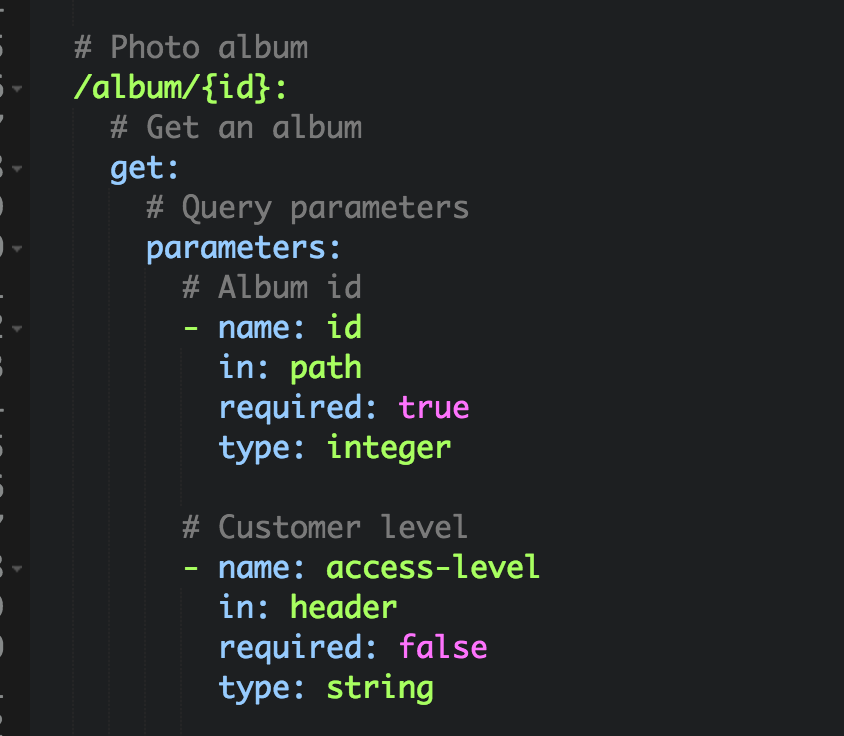 # Photo album
/album/{id}:
# Get an album
get:
# Query parameters
parameters:
# Album id
- name: id
in: path
required: true
type: integer
# Customer level
- name: access-level
in: header
required: false
type: string